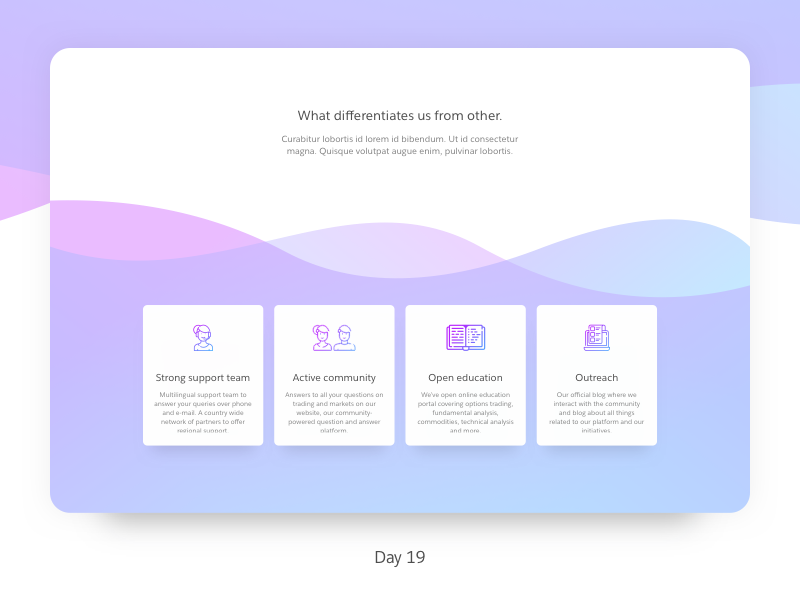 What differentiates us from other.
Curabitur lobortis id lorem id bibendum. Ut id consectetur
magna. Quisque volutpat augue enim, pulvinar lobortis.
Strong support team
Multilingual support team to
answer your queries over phone
and e-mail. A country wide
network of partners to offer
regional support.
Active community
Answers to all your questions on
trading and markets on our
website, our community-
powered question and answer
platform.
Open education
We've open online education
portal covering options trading,
fundamental analysis,
commodities, technical analysis
and more.
Outreach
Our official blog where we
interact with the community
and blog about all things
related to our platform and our
initiatives.
Day 19